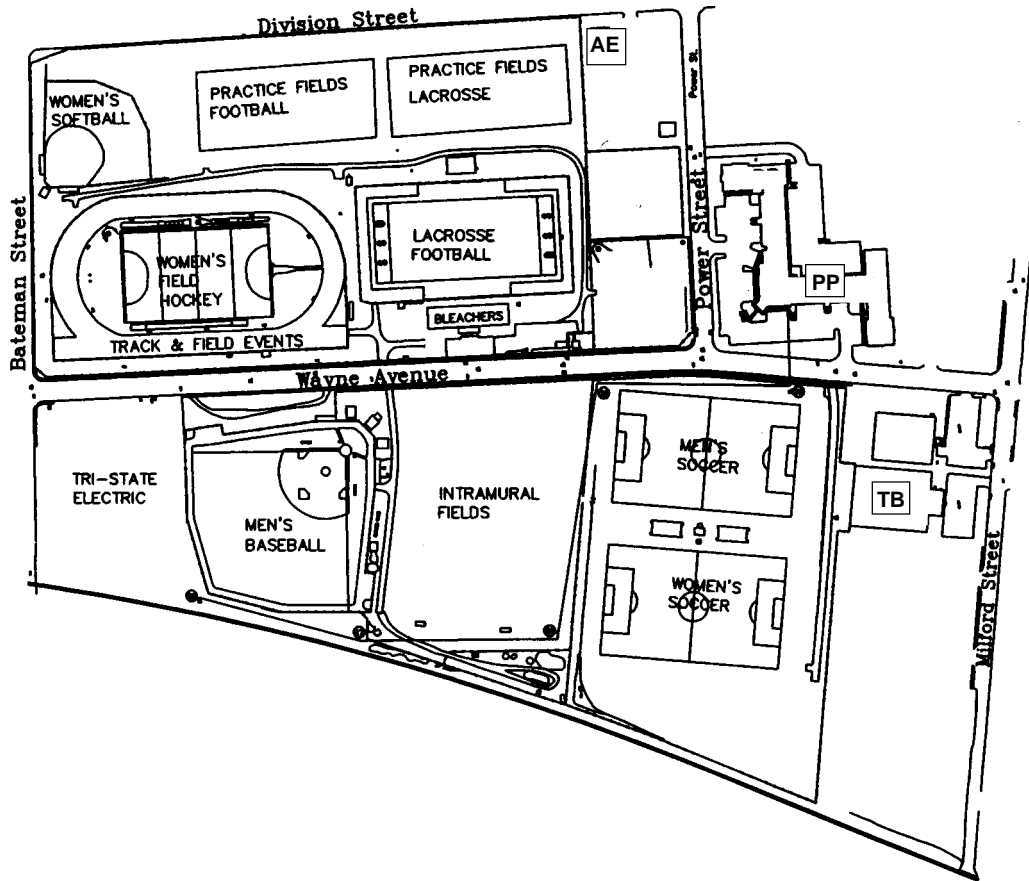 Division Street
AE
Power St.
PRACTICE FIELDS
FOOTBALL
PRACTICE FIELDS
LACROSSE
WOMEN'S
SOFTBALL
Bateman Street
WOMEN'S
FIELD
HOCKEY
LACROSSE
FOOTBALL
Power Street
PP
BLEACHERS
TRACK & FIELD EVENTS
Wayne Avenue
TRI-STATE
ELECTRIC
MEN'S
BASEBALL
INTRAMURAL
FIELDS
MEN'S
SOCCER
TB
WOMEN'S
SOCCER
Milford Street